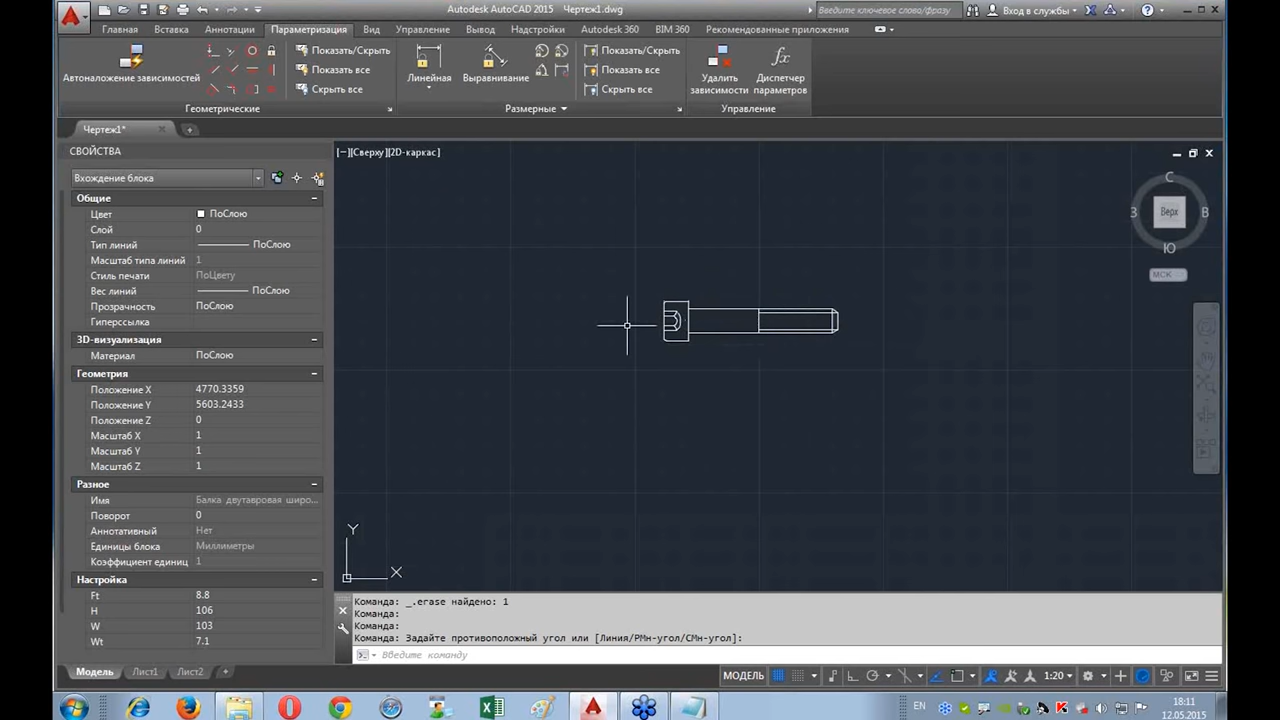 Autodesk AutoCAD 2015 Чертеж1.dwg
Введите ключевое слово/фразу
Вход в службы
Главная Вставка Аннотации Параметризация Вид Управление Вывод Надстройки Autodesk 360 BIM 360 Рекомендованные приложения
Автоналожение зависимостей
Показать/Скрыть
Показать все
Скрыть все
Геометрические
Линейная
Выравнивание
Показать/Скрыть
Показать все
Скрыть все
Размерные
Удалить зависимости
fx
Диспетчер параметров
Управление
Чертеж1*
СВОЙСТВА
Вхождение блока
Общие
Цвет ПоСлою
Слой 0
Тип линий ПоСлою
Масштаб типа линий 1
Стиль печати ПоЦвету
Вес линий ПоСлою
Прозрачность ПоСлою
Гиперссылка
3D-визуализация
Материал ПоСлою
Геометрия
Положение X 4770.3359
Положение Y 5603.2433
Положение Z 0
Масштаб X 1
Масштаб Y 1
Масштаб Z 1
Разное
Имя Балка двутавровая широ...
Поворот 0
Аннотативный Нет
Единицы блока Миллиметры
Коэффициент единиц 1
Настройка
Ft 8.8
H 106
W 103
Wt 7.1
[−][Сверху][2D-каркас]
С
З Верх В
Ю
МСК
Y
X
Команда: _.erase найдено: 1
Команда:
Команда:
Команда: Задайте противоположный угол или [Линия/РМн-угол/СМн-угол]:
Введите команду
Модель Лист1 Лист2 +
МОДЕЛЬ 1:20
EN
18:11
12.05.2015